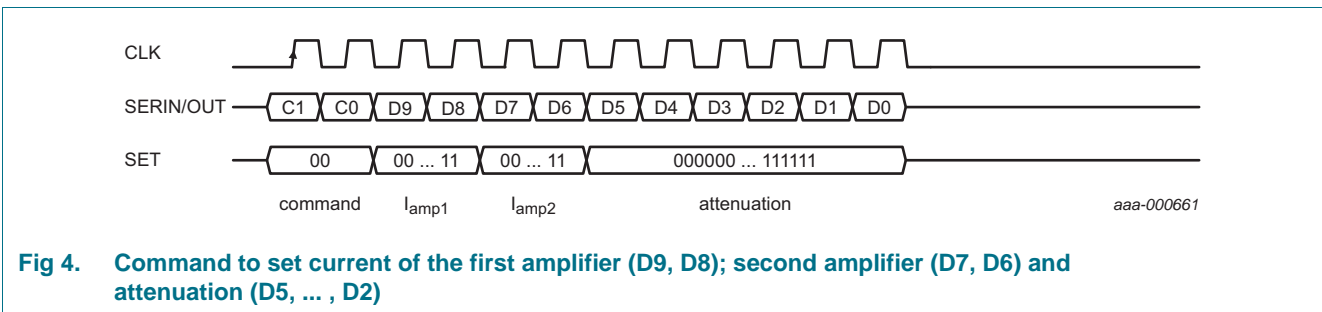 CLK
SERIN/OUT C1 C0 D9 D8 D7 D6 D5 D4 D3 D2 D1 D0
SET 00 00 ... 11 00 ... 11 000000 ... 111111
command Iamp1 Iamp2 attenuation aaa-000661
Fig 4. Command to set current of the first amplifier (D9, D8); second amplifier (D7, D6) and
attenuation (D5, ... , D2)